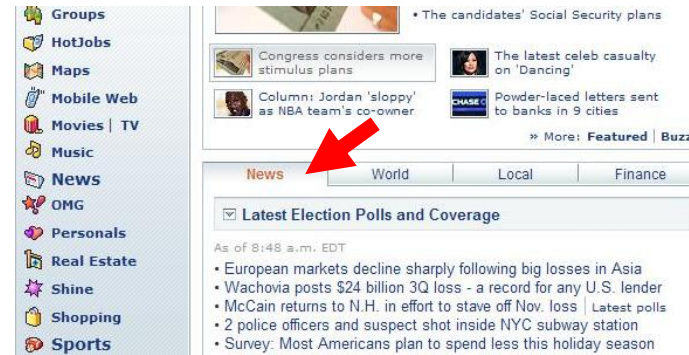 Groups
HotJobs
Maps
Mobile Web
Movies | TV
Music
News
OMG
Personals
Real Estate
Shine
Shopping
Sports
• The candidates' Social Security plans
Congress considers more
stimulus plans
The latest celeb casualty
on 'Dancing'
Column: Jordan 'sloppy'
as NBA team's co-owner
CHASE
Powder-laced letters sent
to banks in 9 cities
» More: Featured | Buzz
News World Local Finance
Latest Election Polls and Coverage
As of 8:48 a.m. EDT
• European markets decline sharply following big losses in Asia
• Wachovia posts $24 billion 3Q loss - a record for any U.S. lender
• McCain returns to N.H. in effort to stave off Nov. loss | Latest polls
• 2 police officers and suspect shot inside NYC subway station
• Survey: Most Americans plan to spend less this holiday season